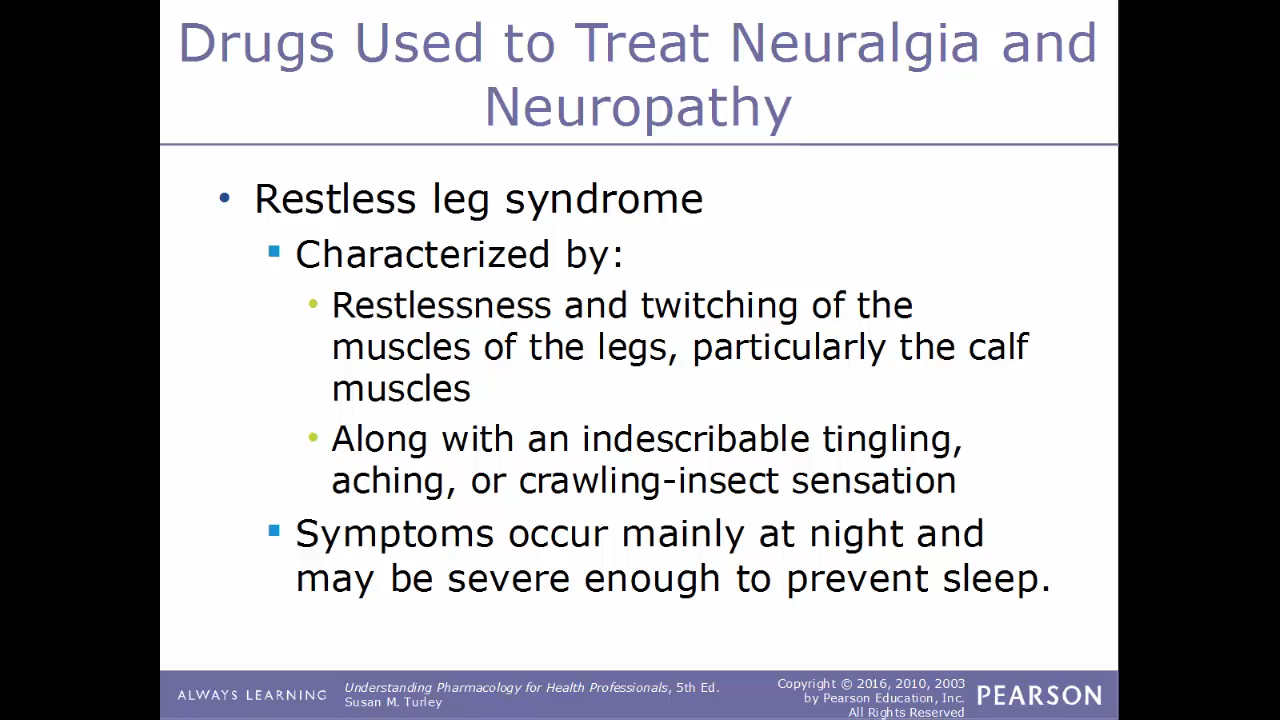 Drugs Used to Treat Neuralgia and
Neuropathy
• Restless leg syndrome
▪ Characterized by:
• Restlessness and twitching of the
muscles of the legs, particularly the calf
muscles
• Along with an indescribable tingling,
aching, or crawling-insect sensation
▪ Symptoms occur mainly at night and
may be severe enough to prevent sleep.
ALWAYS LEARNING
Understanding Pharmacology for Health Professionals, 5th Ed.
Susan M. Turley
Copyright © 2016, 2010, 2003
by Pearson Education, Inc.
All Rights Reserved
PEARSON